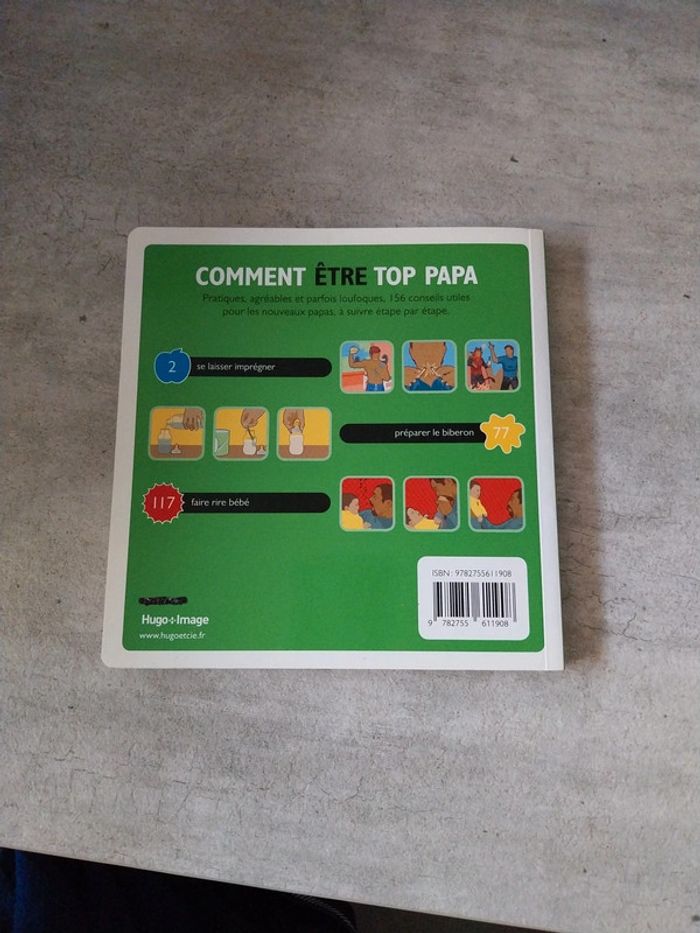 COMMENT ÊTRE TOP PAPA
Pratiques, agréables et parfois loufoques, 156 conseils utiles
pour les nouveaux papas, à suivre étape par étape.
2 se laisser imprégner
préparer le biberon 77
117 faire rire bébé
ISBN : 9782755611908
9 782755 611908
Hugo+Image
www.hugoetcie.fr